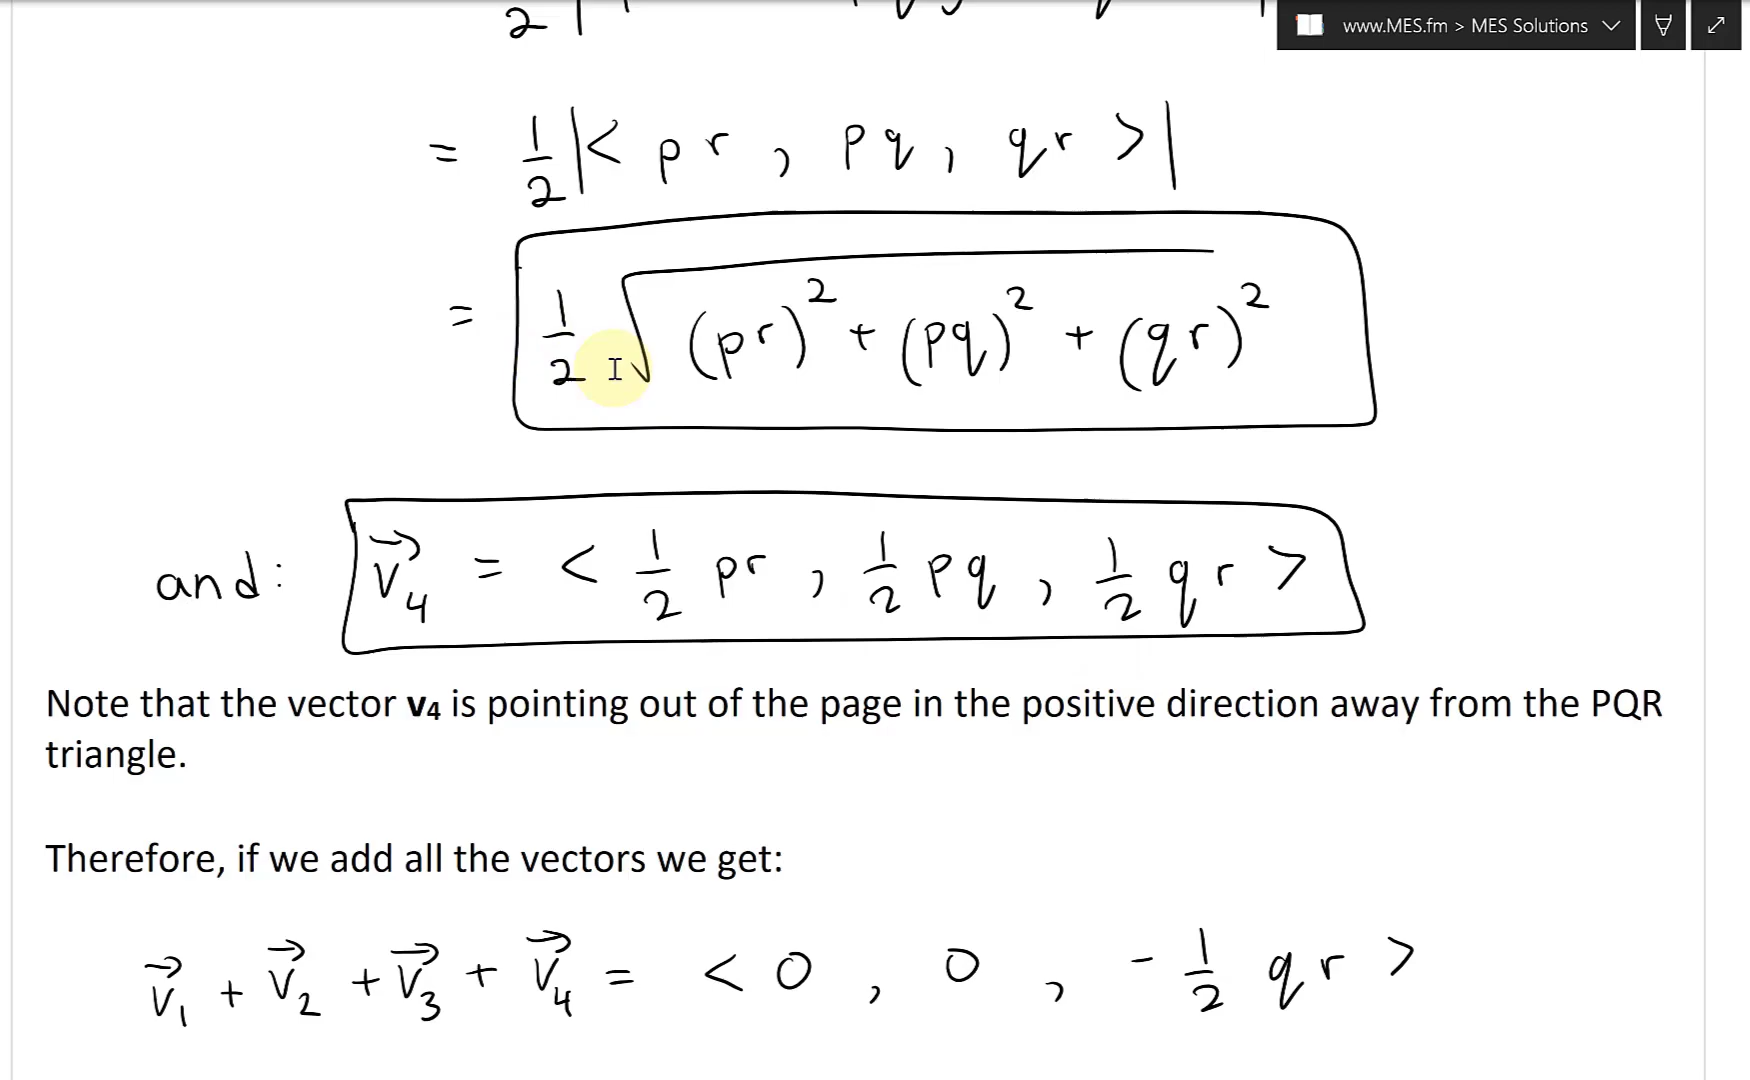 www.MES.fm > MES Solutions
= 1/2 |< pr , pq , qr >|
= 1/2 √((pr)² + (pq)² + (qr)²)
and: v⃗₄ = < 1/2 pr , 1/2 pq , 1/2 qr >
Note that the vector v₄ is pointing out of the page in the positive direction away from the PQR
triangle.
Therefore, if we add all the vectors we get:
v⃗₁ + v⃗₂ + v⃗₃ + v⃗₄ = < 0 , 0 , - 1/2 qr >